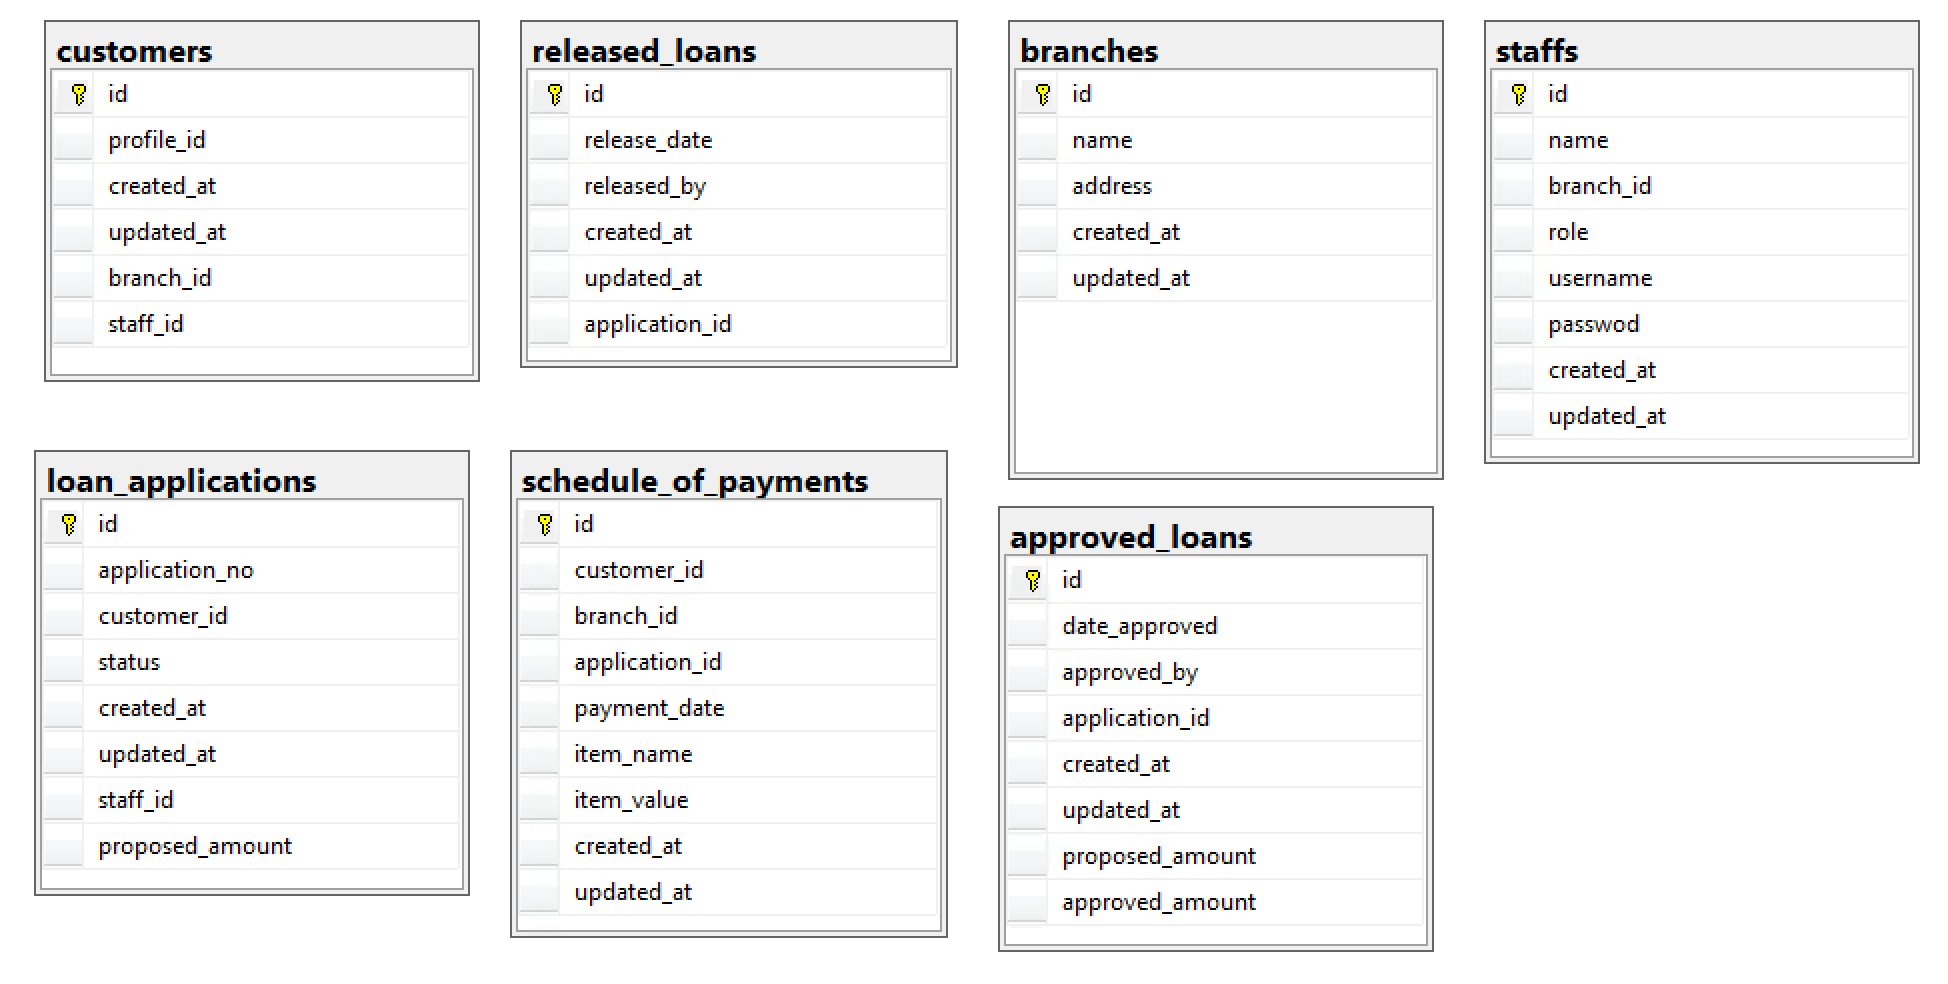 customers
id
profile_id
created_at
updated_at
branch_id
staff_id
released_loans
id
release_date
released_by
created_at
updated_at
application_id
branches
id
name
address
created_at
updated_at
staffs
id
name
branch_id
role
username
passwod
created_at
updated_at
loan_applications
id
application_no
customer_id
status
created_at
updated_at
staff_id
proposed_amount
schedule_of_payments
id
customer_id
branch_id
application_id
payment_date
item_name
item_value
created_at
updated_at
approved_loans
id
date_approved
approved_by
application_id
created_at
updated_at
proposed_amount
approved_amount